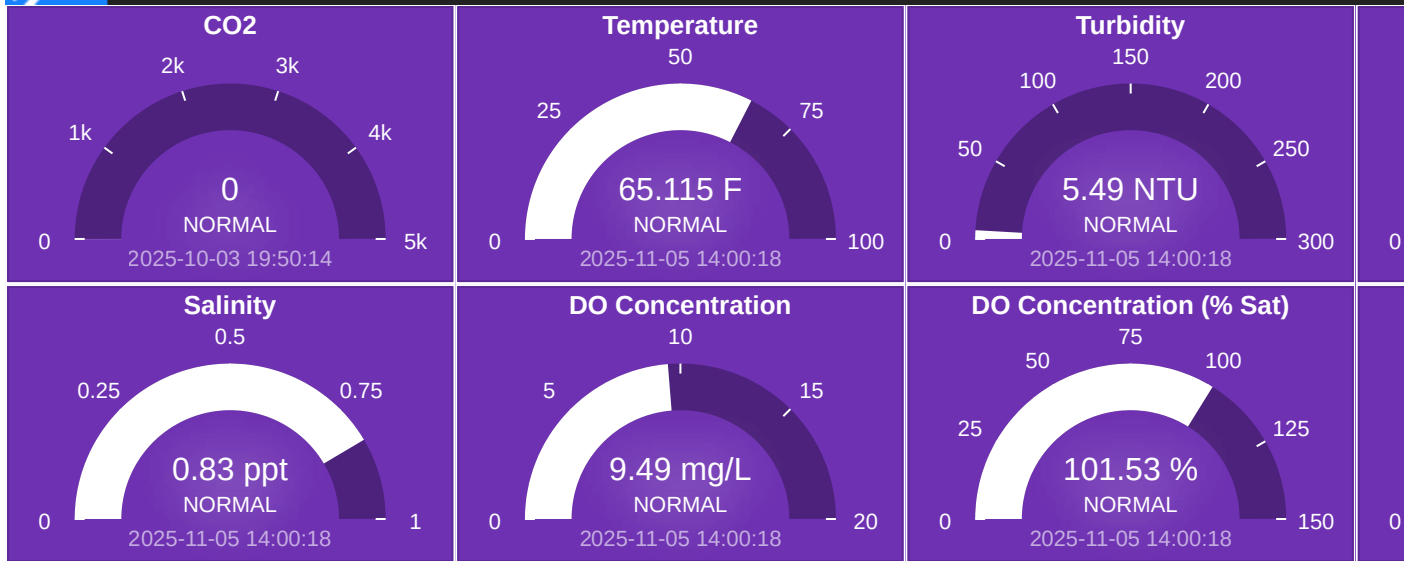 CO2
0
1k
2k
3k
4k
5k
0
NORMAL
2025-10-03 19:50:14
Temperature
0
25
50
75
100
65.115 F
NORMAL
2025-11-05 14:00:18
Turbidity
0
50
100
150
200
250
300
5.49 NTU
NORMAL
2025-11-05 14:00:18
0
Salinity
0
0.25
0.5
0.75
1
0.83 ppt
NORMAL
2025-11-05 14:00:18
DO Concentration
0
5
10
15
20
9.49 mg/L
NORMAL
2025-11-05 14:00:18
DO Concentration (% Sat)
0
25
50
75
100
125
150
101.53 %
NORMAL
2025-11-05 14:00:18
0